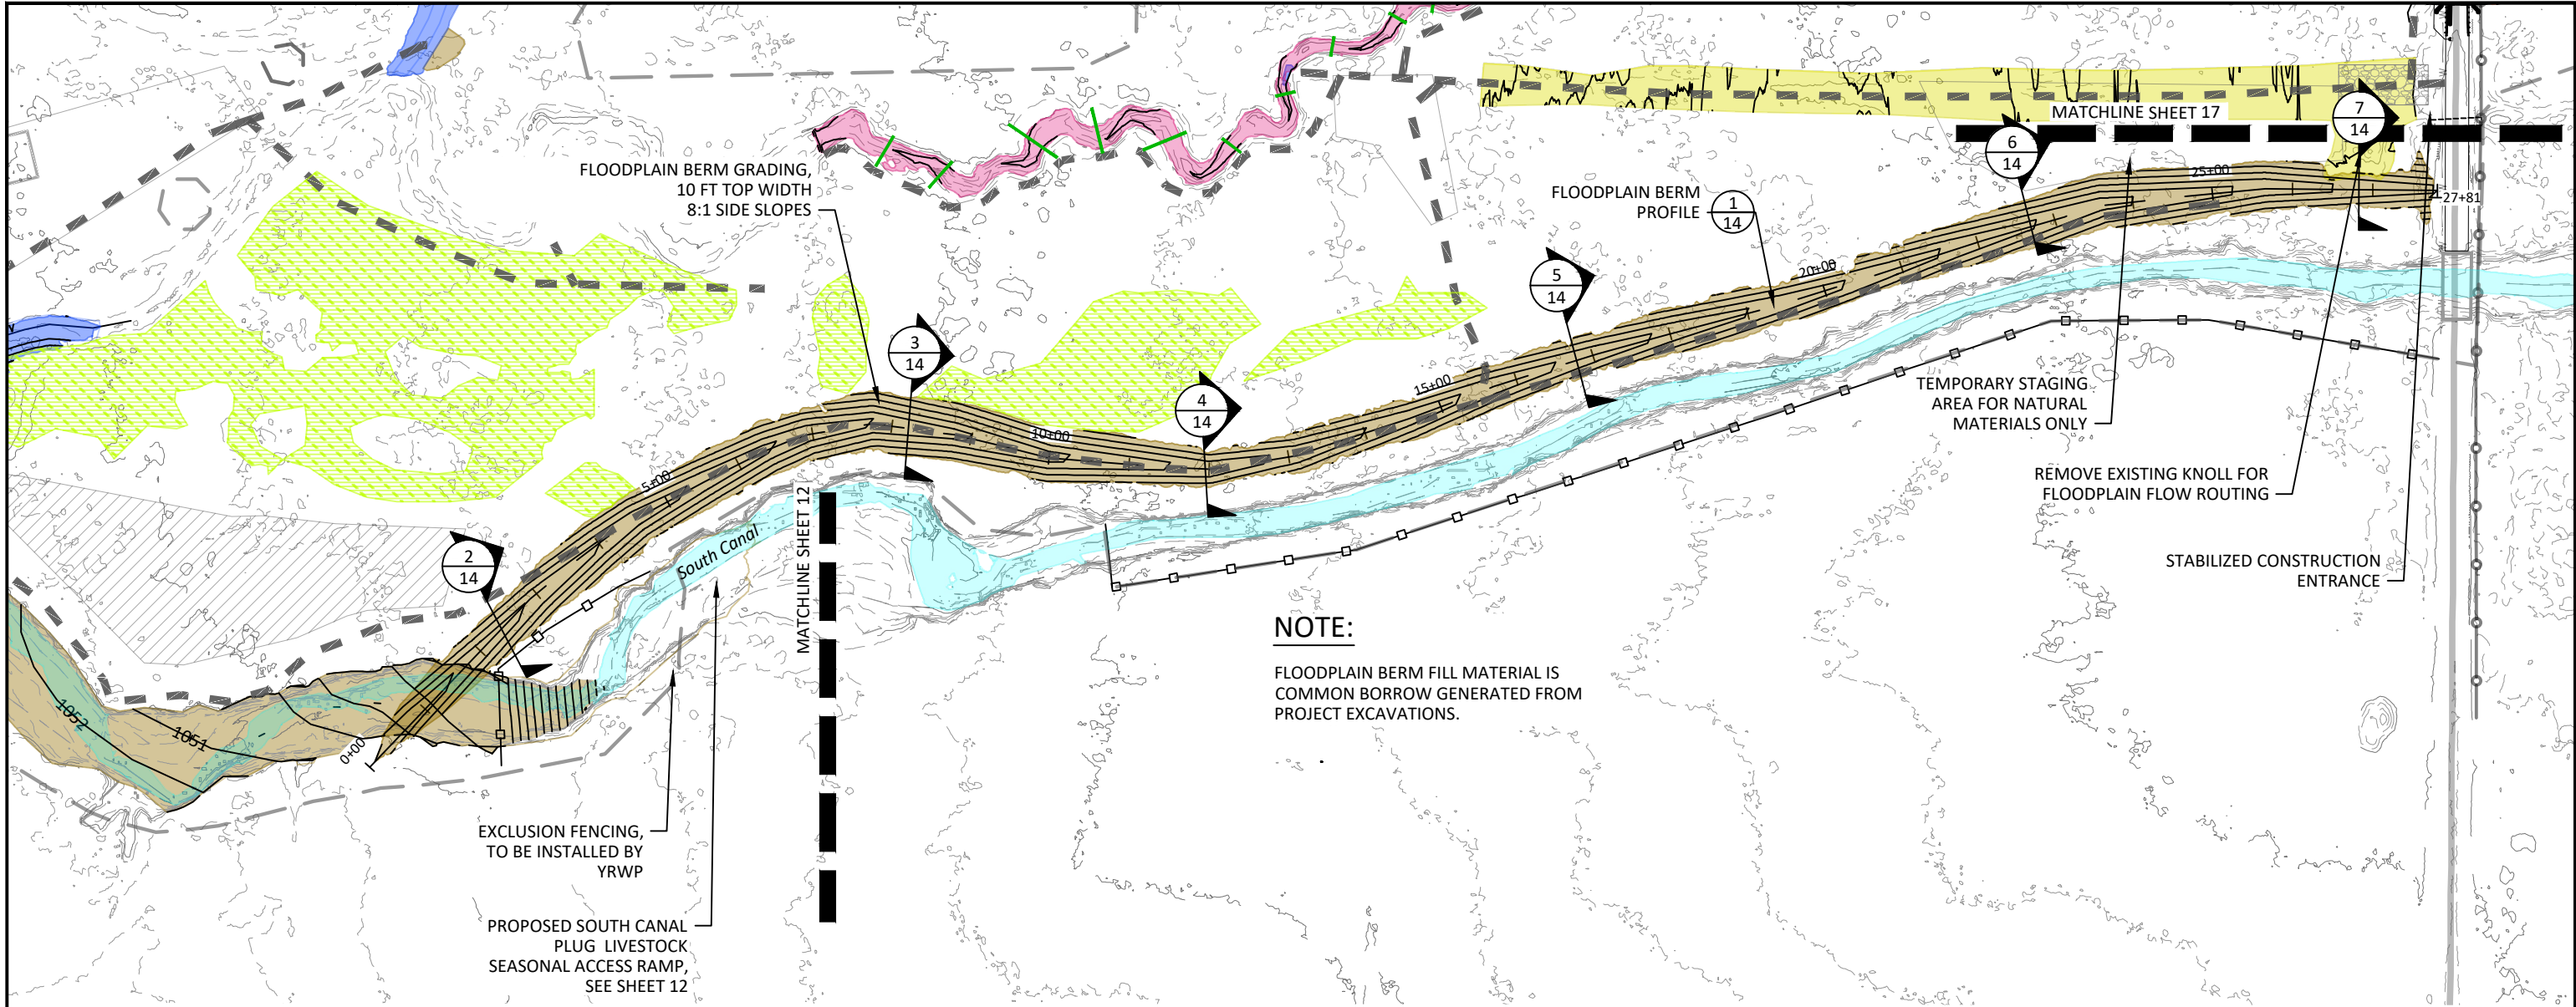 MATCHLINE SHEET 17
7
14
6
14
FLOODPLAIN BERM GRADING,
10 FT TOP WIDTH
8:1 SIDE SLOPES
FLOODPLAIN BERM
PROFILE
1
14
25+00
27+81
20+00
5
14
3
14
4
14
15+00
10+00
5+00
TEMPORARY STAGING
AREA FOR NATURAL
MATERIALS ONLY
REMOVE EXISTING KNOLL FOR
FLOODPLAIN FLOW ROUTING
STABILIZED CONSTRUCTION
ENTRANCE
2
14
South Canal
MATCHLINE SHEET 12
NOTE:
FLOODPLAIN BERM FILL MATERIAL IS
COMMON BORROW GENERATED FROM
PROJECT EXCAVATIONS.
1052
1051
0+00
EXCLUSION FENCING,
TO BE INSTALLED BY
YRWP
PROPOSED SOUTH CANAL
PLUG LIVESTOCK
SEASONAL ACCESS RAMP,
SEE SHEET 12